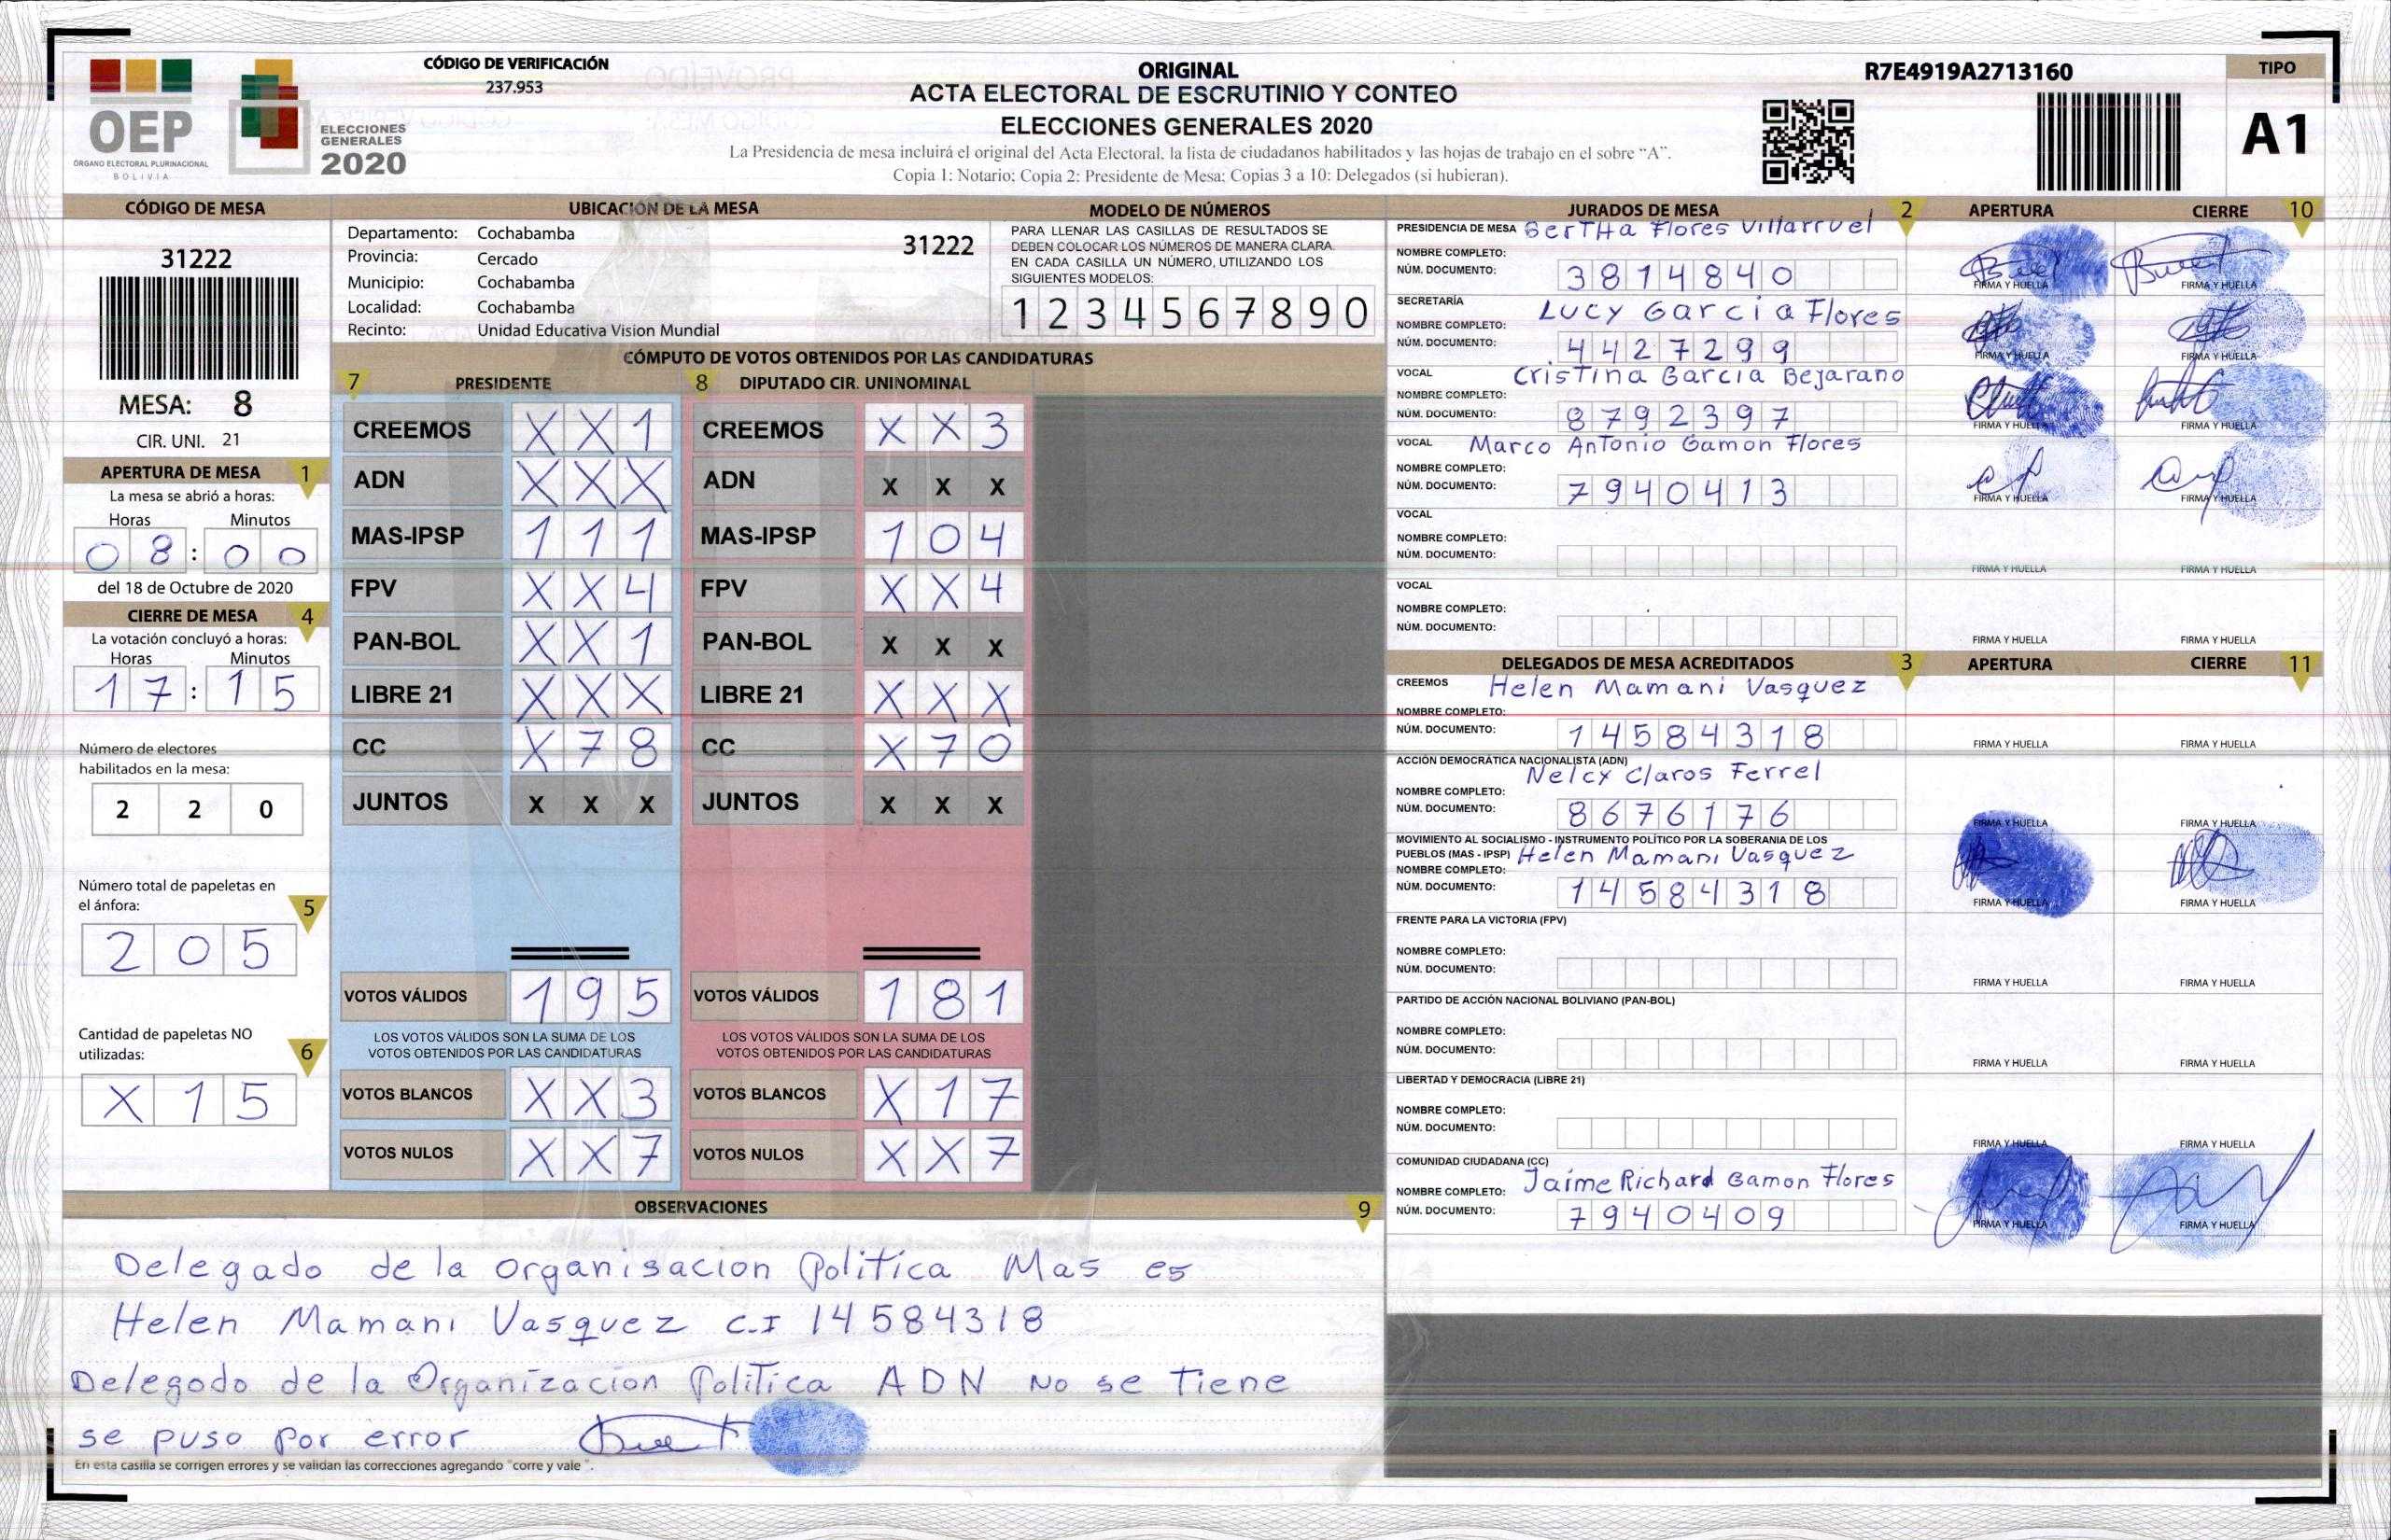 OEP
ÓRGANO ELECTORAL PLURINACIONAL
BOLIVIA
ELECCIONES
GENERALES
2020
CÓDIGO DE VERIFICACIÓN
237.953
ORIGINAL
ACTA ELECTORAL DE ESCRUTINIO Y CONTEO
ELECCIONES GENERALES 2020
La Presidencia de mesa incluirá el original del Acta Electoral, la lista de ciudadanos habilitados y las hojas de trabajo en el sobre “A”.
Copia 1: Notario; Copia 2: Presidente de Mesa; Copias 3 a 10: Delegados (si hubieran).
R7E4919A2713160
TIPO
A1
CÓDIGO DE MESA
31222
MESA: 8
CIR. UNI. 21
APERTURA DE MESA 1
La mesa se abrió a horas:
Horas Minutos
08:00
del 18 de Octubre de 2020
CIERRE DE MESA 4
La votación concluyó a horas:
Horas Minutos
17:15
Número de electores
habilitados en la mesa:
2 2 0
Número total de papeletas en
el ánfora: 5
2 0 5
Cantidad de papeletas NO
utilizadas: 6
X 1 5
UBICACIÓN DE LA MESA
Departamento: Cochabamba 31222
Provincia: Cercado
Municipio: Cochabamba
Localidad: Cochabamba
Recinto: Unidad Educativa Vision Mundial
MODELO DE NÚMEROS
PARA LLENAR LAS CASILLAS DE RESULTADOS SE
DEBEN COLOCAR LOS NÚMEROS DE MANERA CLARA.
EN CADA CASILLA UN NÚMERO, UTILIZANDO LOS
SIGUIENTES MODELOS:
1 2 3 4 5 6 7 8 9 0
CÓMPUTO DE VOTOS OBTENIDOS POR LAS CANDIDATURAS
7 PRESIDENTE 8 DIPUTADO CIR. UNINOMINAL
CREEMOS X X 1 CREEMOS X X 3
ADN X X X ADN X X X
MAS-IPSP 1 1 1 MAS-IPSP 1 0 4
FPV X X 4 FPV X X 4
PAN-BOL X X 1 PAN-BOL X X X
LIBRE 21 X X X LIBRE 21 X X X
CC X 7 8 CC X 7 0
JUNTOS X X X JUNTOS X X X
VOTOS VÁLIDOS 1 9 5 VOTOS VÁLIDOS 1 8 1
LOS VOTOS VÁLIDOS SON LA SUMA DE LOS LOS VOTOS VÁLIDOS SON LA SUMA DE LOS
VOTOS OBTENIDOS POR LAS CANDIDATURAS VOTOS OBTENIDOS POR LAS CANDIDATURAS
VOTOS BLANCOS X X 3 VOTOS BLANCOS X 1 7
VOTOS NULOS X X 7 VOTOS NULOS X X 7
OBSERVACIONES 9
Delegado de la organisacion Politica Mas es
Helen Mamani Vasquez C.I 14584318
Delegodo de la Organizacion Politica ADN No se Tiene
se puso por error
En esta casilla se corrigen errores y se validan las correcciones agregando "corre y vale".
JURADOS DE MESA 2 APERTURA CIERRE 10
PRESIDENCIA DE MESA BerTHa Flores Villarruel
NOMBRE COMPLETO:
NÚM. DOCUMENTO: 3814840 FIRMA Y HUELLA FIRMA Y HUELLA
SECRETARÍA Lucy Garcia Flores
NOMBRE COMPLETO:
NÚM. DOCUMENTO: 4427299 FIRMA Y HUELLA FIRMA Y HUELLA
VOCAL Cristina Garcia Bejarano
NOMBRE COMPLETO:
NÚM. DOCUMENTO: 8792397 FIRMA Y HUELLA FIRMA Y HUELLA
VOCAL Marco Antonio Gamon Flores
NOMBRE COMPLETO:
NÚM. DOCUMENTO: 7940413 FIRMA Y HUELLA FIRMA Y HUELLA
VOCAL
NOMBRE COMPLETO:
NÚM. DOCUMENTO: FIRMA Y HUELLA FIRMA Y HUELLA
VOCAL
NOMBRE COMPLETO:
NÚM. DOCUMENTO: FIRMA Y HUELLA FIRMA Y HUELLA
DELEGADOS DE MESA ACREDITADOS 3 APERTURA CIERRE 11
CREEMOS Helen Mamani Vasquez
NOMBRE COMPLETO:
NÚM. DOCUMENTO: 14584318 FIRMA Y HUELLA FIRMA Y HUELLA
ACCIÓN DEMOCRÁTICA NACIONALISTA (ADN)
Nelcy Claros Ferrel
NOMBRE COMPLETO:
NÚM. DOCUMENTO: 8676176 FIRMA Y HUELLA FIRMA Y HUELLA
MOVIMIENTO AL SOCIALISMO - INSTRUMENTO POLÍTICO POR LA SOBERANIA DE LOS
PUEBLOS (MAS - IPSP) Helen Mamani Vasquez
NOMBRE COMPLETO:
NÚM. DOCUMENTO: 14584318 FIRMA Y HUELLA FIRMA Y HUELLA
FRENTE PARA LA VICTORIA (FPV)
NOMBRE COMPLETO:
NÚM. DOCUMENTO: FIRMA Y HUELLA FIRMA Y HUELLA
PARTIDO DE ACCIÓN NACIONAL BOLIVIANO (PAN-BOL)
NOMBRE COMPLETO:
NÚM. DOCUMENTO: FIRMA Y HUELLA FIRMA Y HUELLA
LIBERTAD Y DEMOCRACIA (LIBRE 21)
NOMBRE COMPLETO:
NÚM. DOCUMENTO: FIRMA Y HUELLA FIRMA Y HUELLA
COMUNIDAD CIUDADANA (CC)
NOMBRE COMPLETO: Jaime Richard Gamon Flores
NÚM. DOCUMENTO: 7940409 FIRMA Y HUELLA FIRMA Y HUELLA